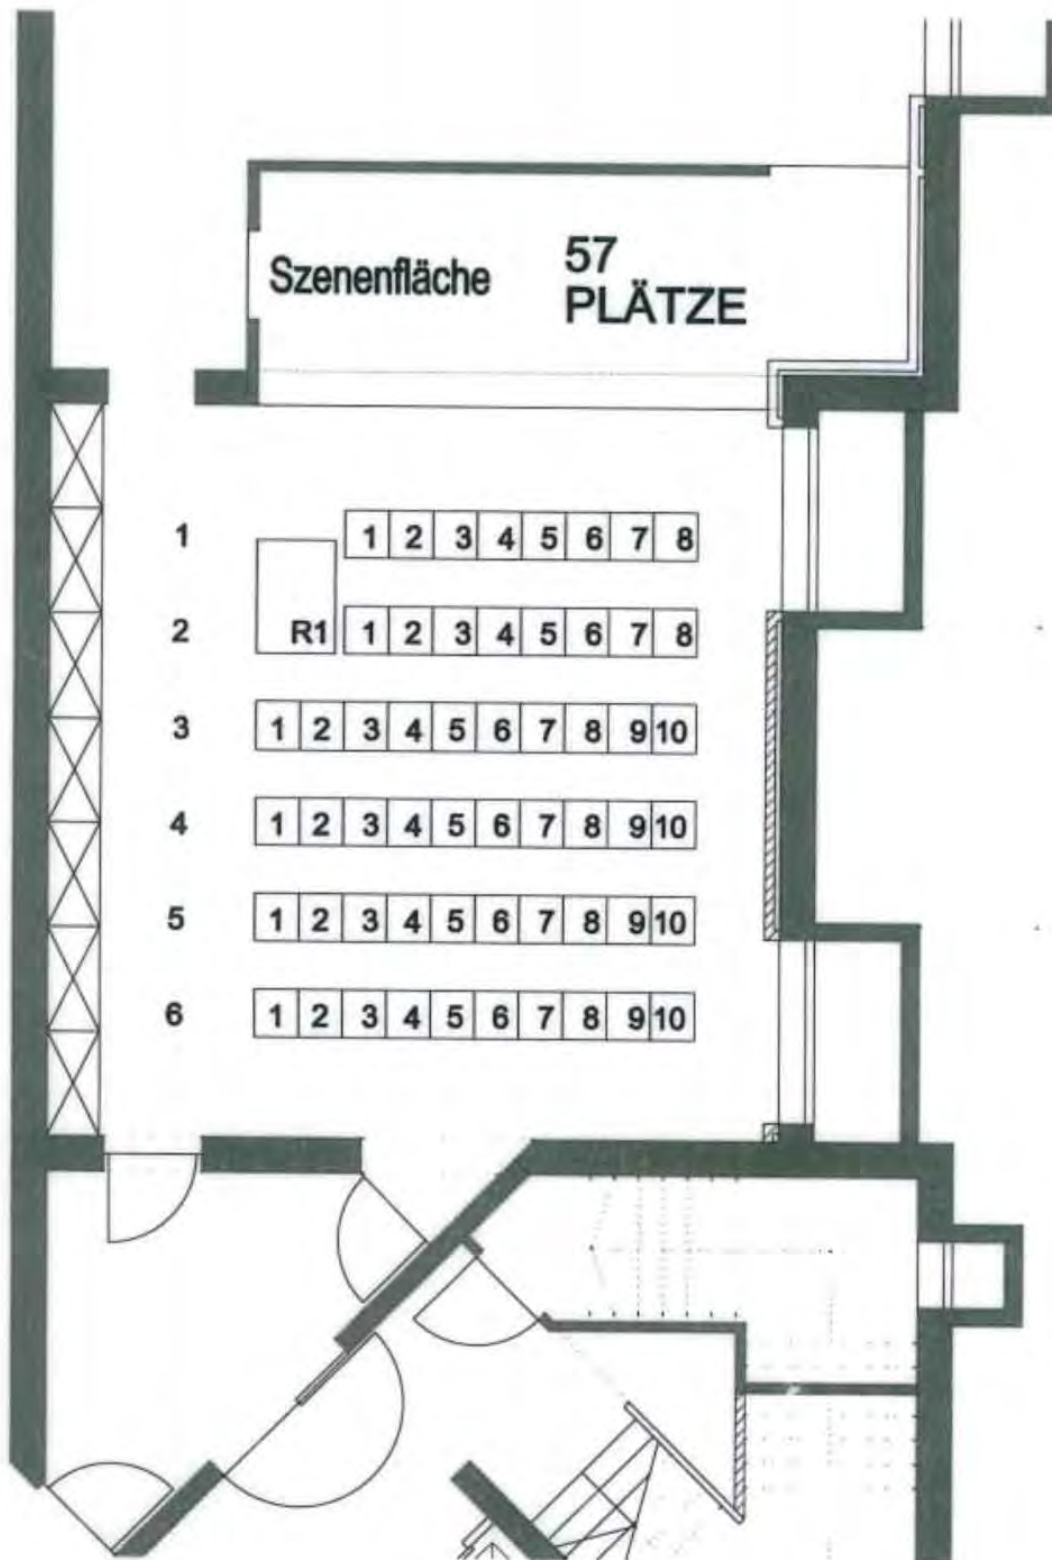 Szenenfläche
57
PLÄTZE
1 1 2 3 4 5 6 7 8
2 R1 1 2 3 4 5 6 7 8
3 1 2 3 4 5 6 7 8 9 10
4 1 2 3 4 5 6 7 8 9 10
5 1 2 3 4 5 6 7 8 9 10
6 1 2 3 4 5 6 7 8 9 10